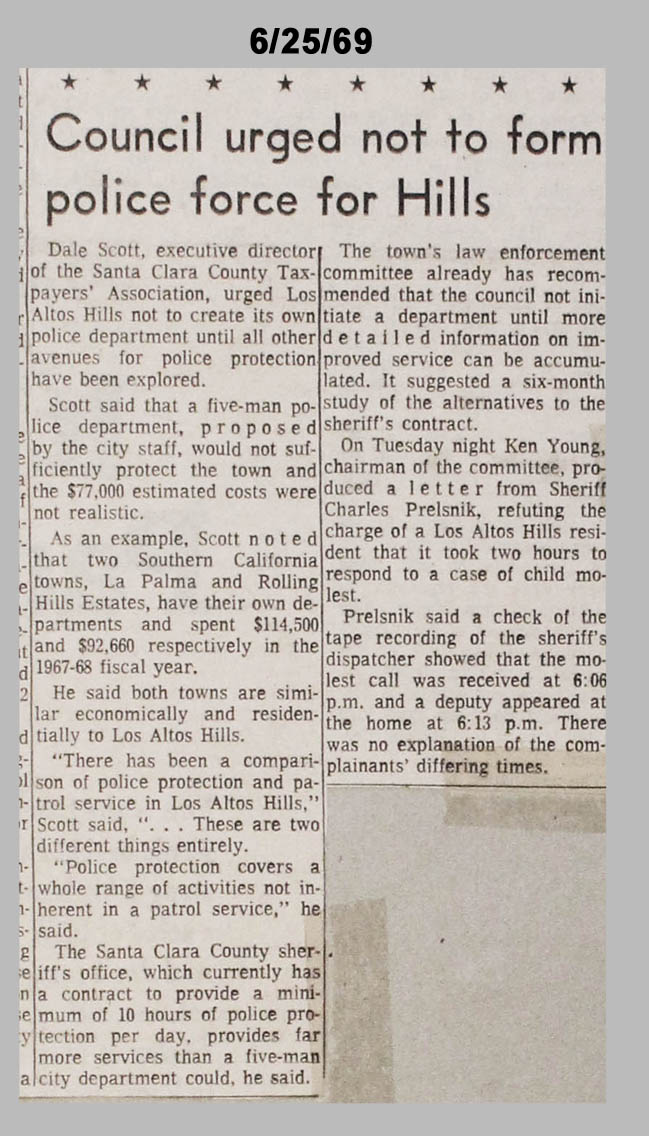 6/25/69
★ ★ ★ ★ ★ ★ ★ ★
Council urged not to form
police force for Hills
Dale Scott, executive director
of the Santa Clara County Tax-
payers' Association, urged Los
Altos Hills not to create its own
police department until all other
avenues for police protection
have been explored.
Scott said that a five-man po-
lice department, proposed
by the city staff, would not suf-
ficiently protect the town and
the $77,000 estimated costs were
not realistic.
As an example, Scott noted
that two Southern California
towns, La Palma and Rolling
Hills Estates, have their own de-
partments and spent $114,500
and $92,660 respectively in the
1967-68 fiscal year.
He said both towns are simi-
lar economically and residen-
tially to Los Altos Hills.
"There has been a compari-
son of police protection and pa-
trol service in Los Altos Hills,"
Scott said, ". . . These are two
different things entirely.
"Police protection covers a
whole range of activities not in-
herent in a patrol service," he
said.
The Santa Clara County sher-
iff's office, which currently has
a contract to provide a mini-
mum of 10 hours of police pro-
tection per day, provides far
more services than a five-man
city department could, he said.
The town's law enforcement
committee already has recom-
mended that the council not ini-
tiate a department until more
detailed information on im-
proved service can be accumu-
lated. It suggested a six-month
study of the alternatives to the
sheriff's contract.
On Tuesday night Ken Young,
chairman of the committee, pro-
duced a letter from Sheriff
Charles Prelsnik, refuting the
charge of a Los Altos Hills resi-
dent that it took two hours to
respond to a case of child mo-
lest.
Prelsnik said a check of the
tape recording of the sheriff's
dispatcher showed that the mo-
lest call was received at 6:06
p.m. and a deputy appeared at
the home at 6:13 p.m. There
was no explanation of the com-
plainants' differing times.